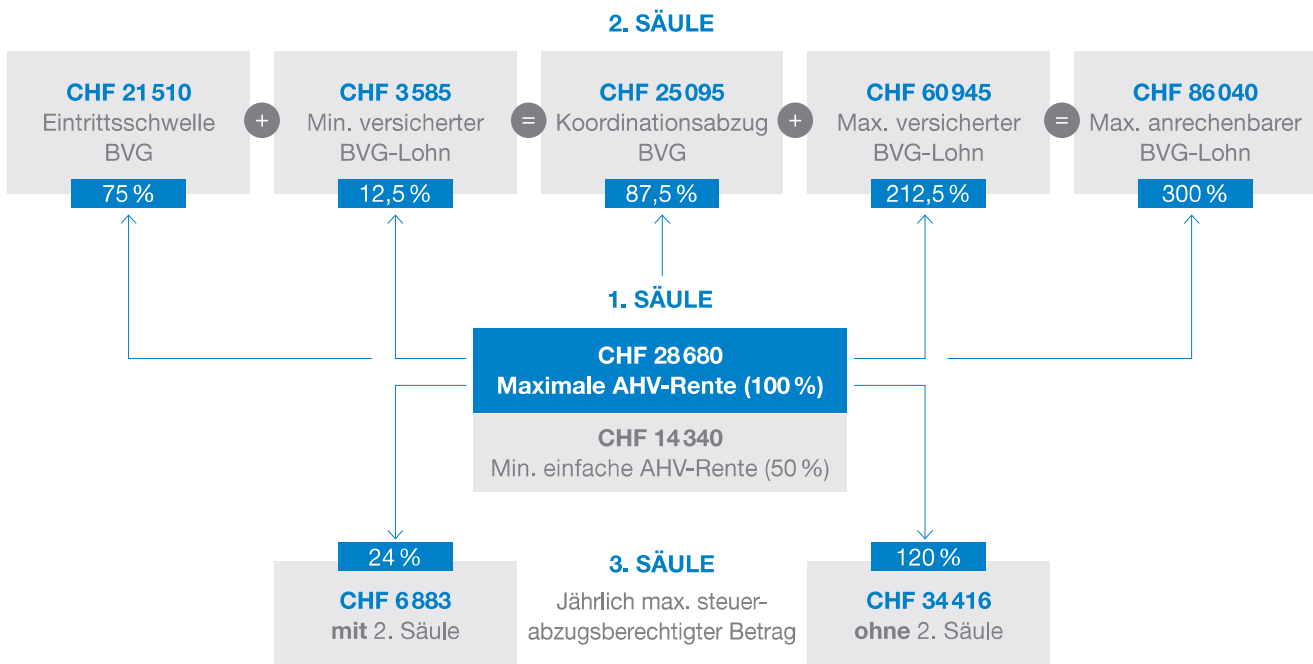 2. SÄULE
CHF 21 510
Eintrittsschwelle
BVG
75 %
+
CHF 3 585
Min. versicherter
BVG-Lohn
12,5 %
=
CHF 25 095
Koordinationsabzug
BVG
87,5 %
+
CHF 60 945
Max. versicherter
BVG-Lohn
212,5 %
=
CHF 86 040
Max. anrechenbarer
BVG-Lohn
300 %
1. SÄULE
CHF 28 680
Maximale AHV-Rente (100 %)
CHF 14 340
Min. einfache AHV-Rente (50 %)
24 %
CHF 6 883
mit 2. Säule
3. SÄULE
Jährlich max. steuer-
abzugsberechtigter Betrag
120 %
CHF 34 416
ohne 2. Säule